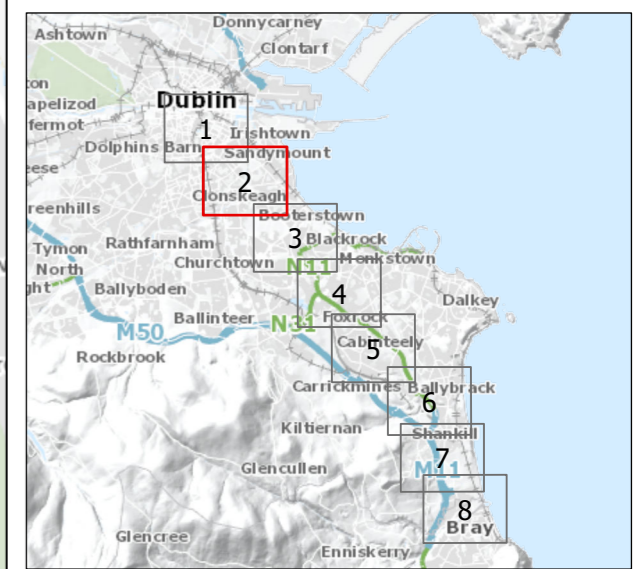 Donnycarney
Ashtown
Clontarf
Dublin
apelizod
fermot
1
Irishtown
Dolphins Barn
Sandymount
2
Clonskeagh
reenhills
Booterstown
Tymon
North
Rathfarnham
3
Blackrock
Churchtown
Monkstown
N11
Ballyboden
4
Dalkey
Ballinteer
N31
Foxrock
M50
Cabinteely
5
Rockbrook
Carrickmines
Ballybrack
6
Kiltiernan
Shankill
7
Glencullen
M11
8
Bray
Glencree
Enniskerry